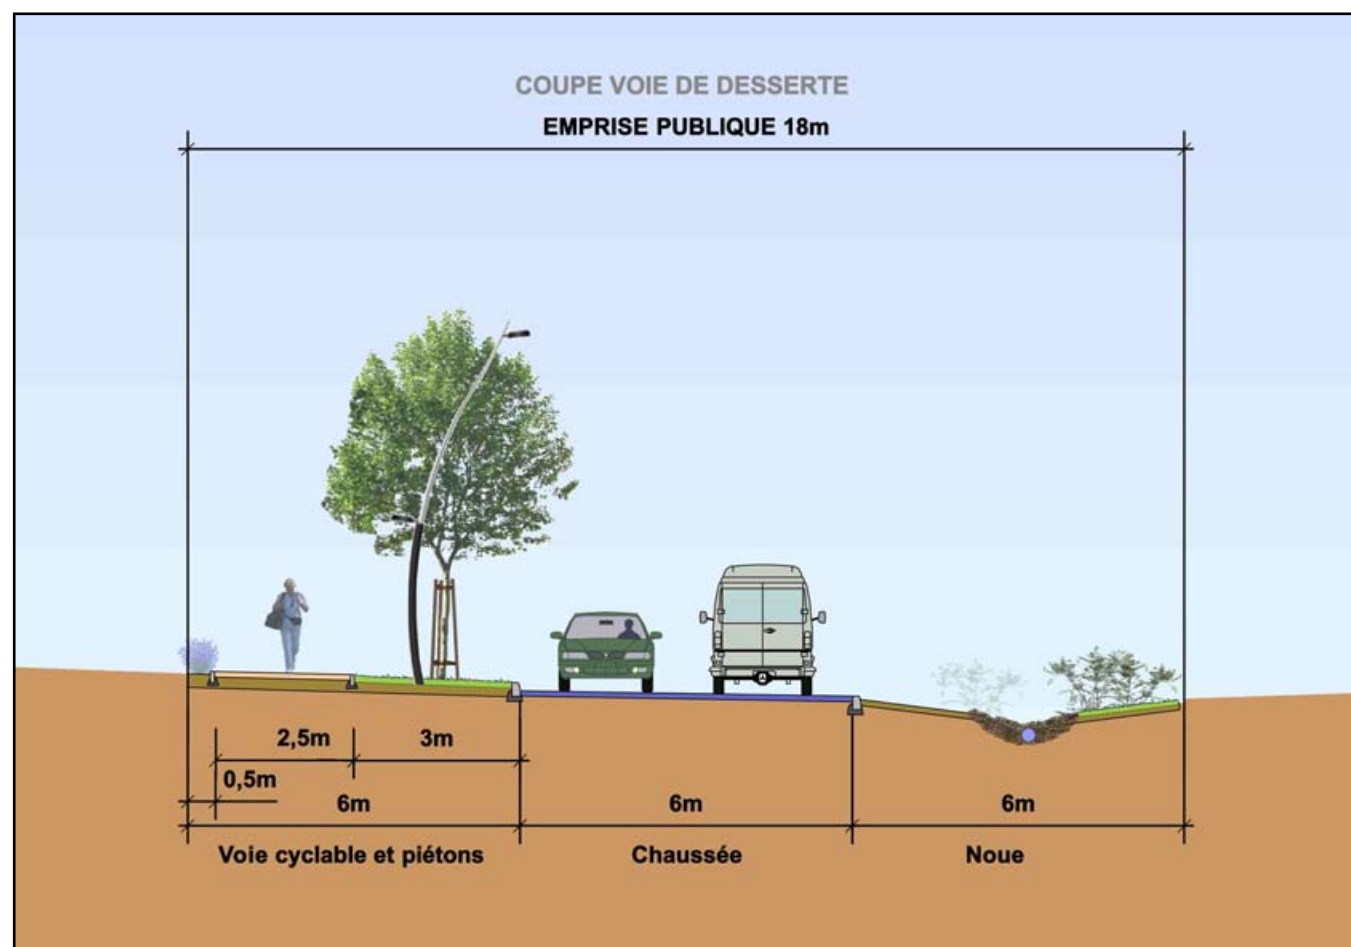 COUPE VOIE DE DESSERTE
EMPRISE PUBLIQUE 18m
2,5m
3m
0,5m
6m
6m
6m
Voie cyclable et piétons
Chaussée
Noue